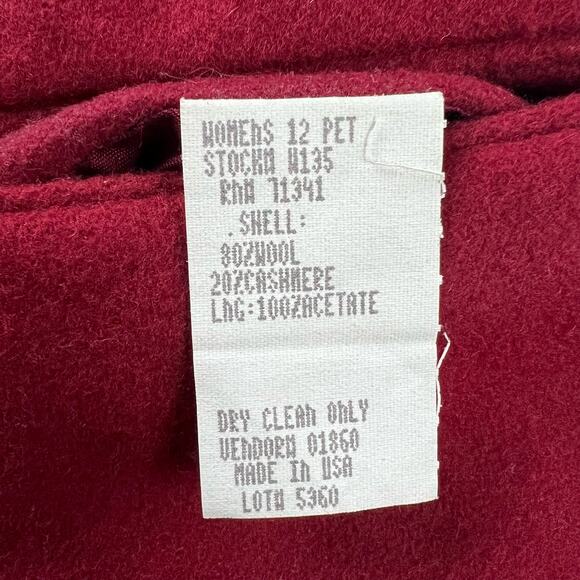 WOMENS 12 PET
STOCK# W135
RN# 71341
.SHELL:
80%WOOL
20%CASHMERE
LNG:100%ACETATE
DRY CLEAN ONLY
VENDOR# 01860
MADE IN USA
LOT# 5360